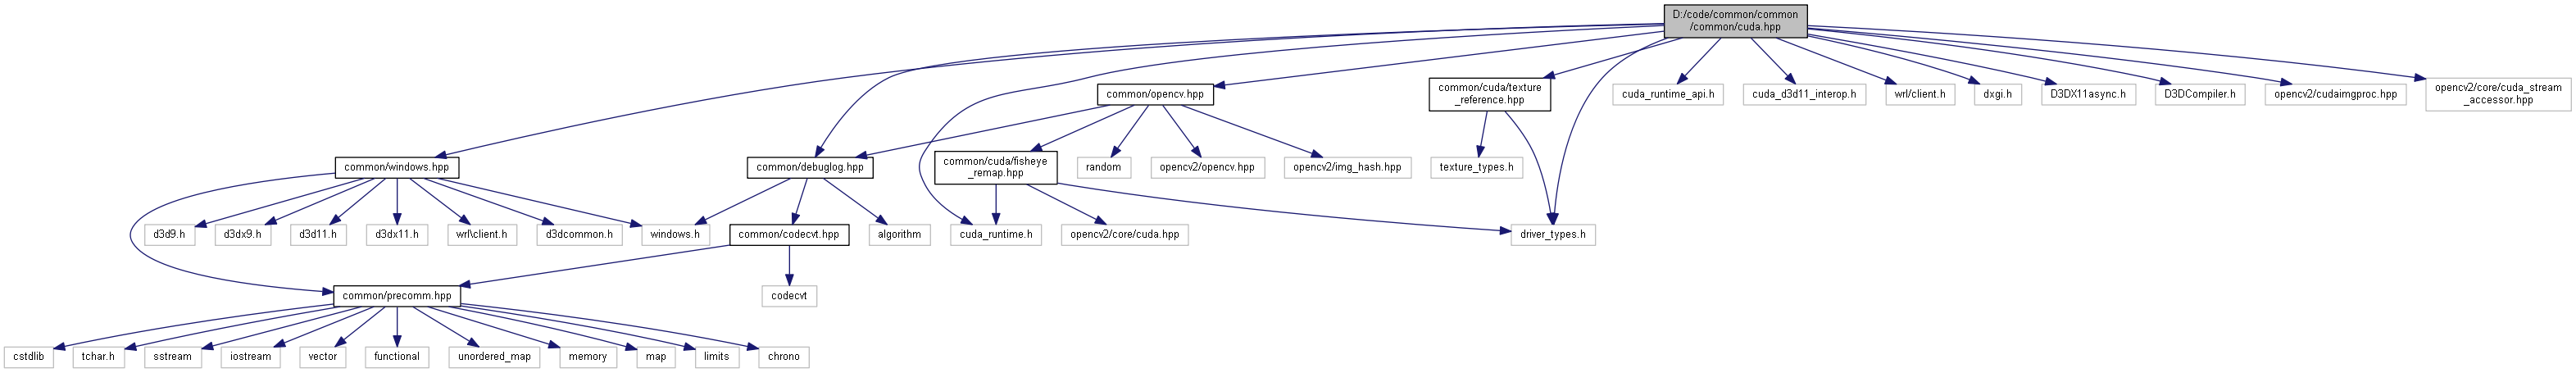 D:/code/common/common
/common/cuda.hpp
common/opencv.hpp
common/cuda/texture
_reference.hpp
cuda_runtime_api.h
cuda_d3d11_interop.h
wrl/client.h
dxgi.h
D3DX11async.h
D3DCompiler.h
opencv2/cudaimgproc.hpp
opencv2/core/cuda_stream
_accessor.hpp
common/windows.hpp
common/debuglog.hpp
common/cuda/fisheye
_remap.hpp
random
opencv2/opencv.hpp
opencv2/img_hash.hpp
texture_types.h
d3d9.h
d3dx9.h
d3d11.h
d3dx11.h
wrl\client.h
d3dcommon.h
windows.h
common/codecvt.hpp
algorithm
cuda_runtime.h
opencv2/core/cuda.hpp
driver_types.h
common/precomm.hpp
codecvt
cstdlib
tchar.h
sstream
iostream
vector
functional
unordered_map
memory
map
limits
chrono